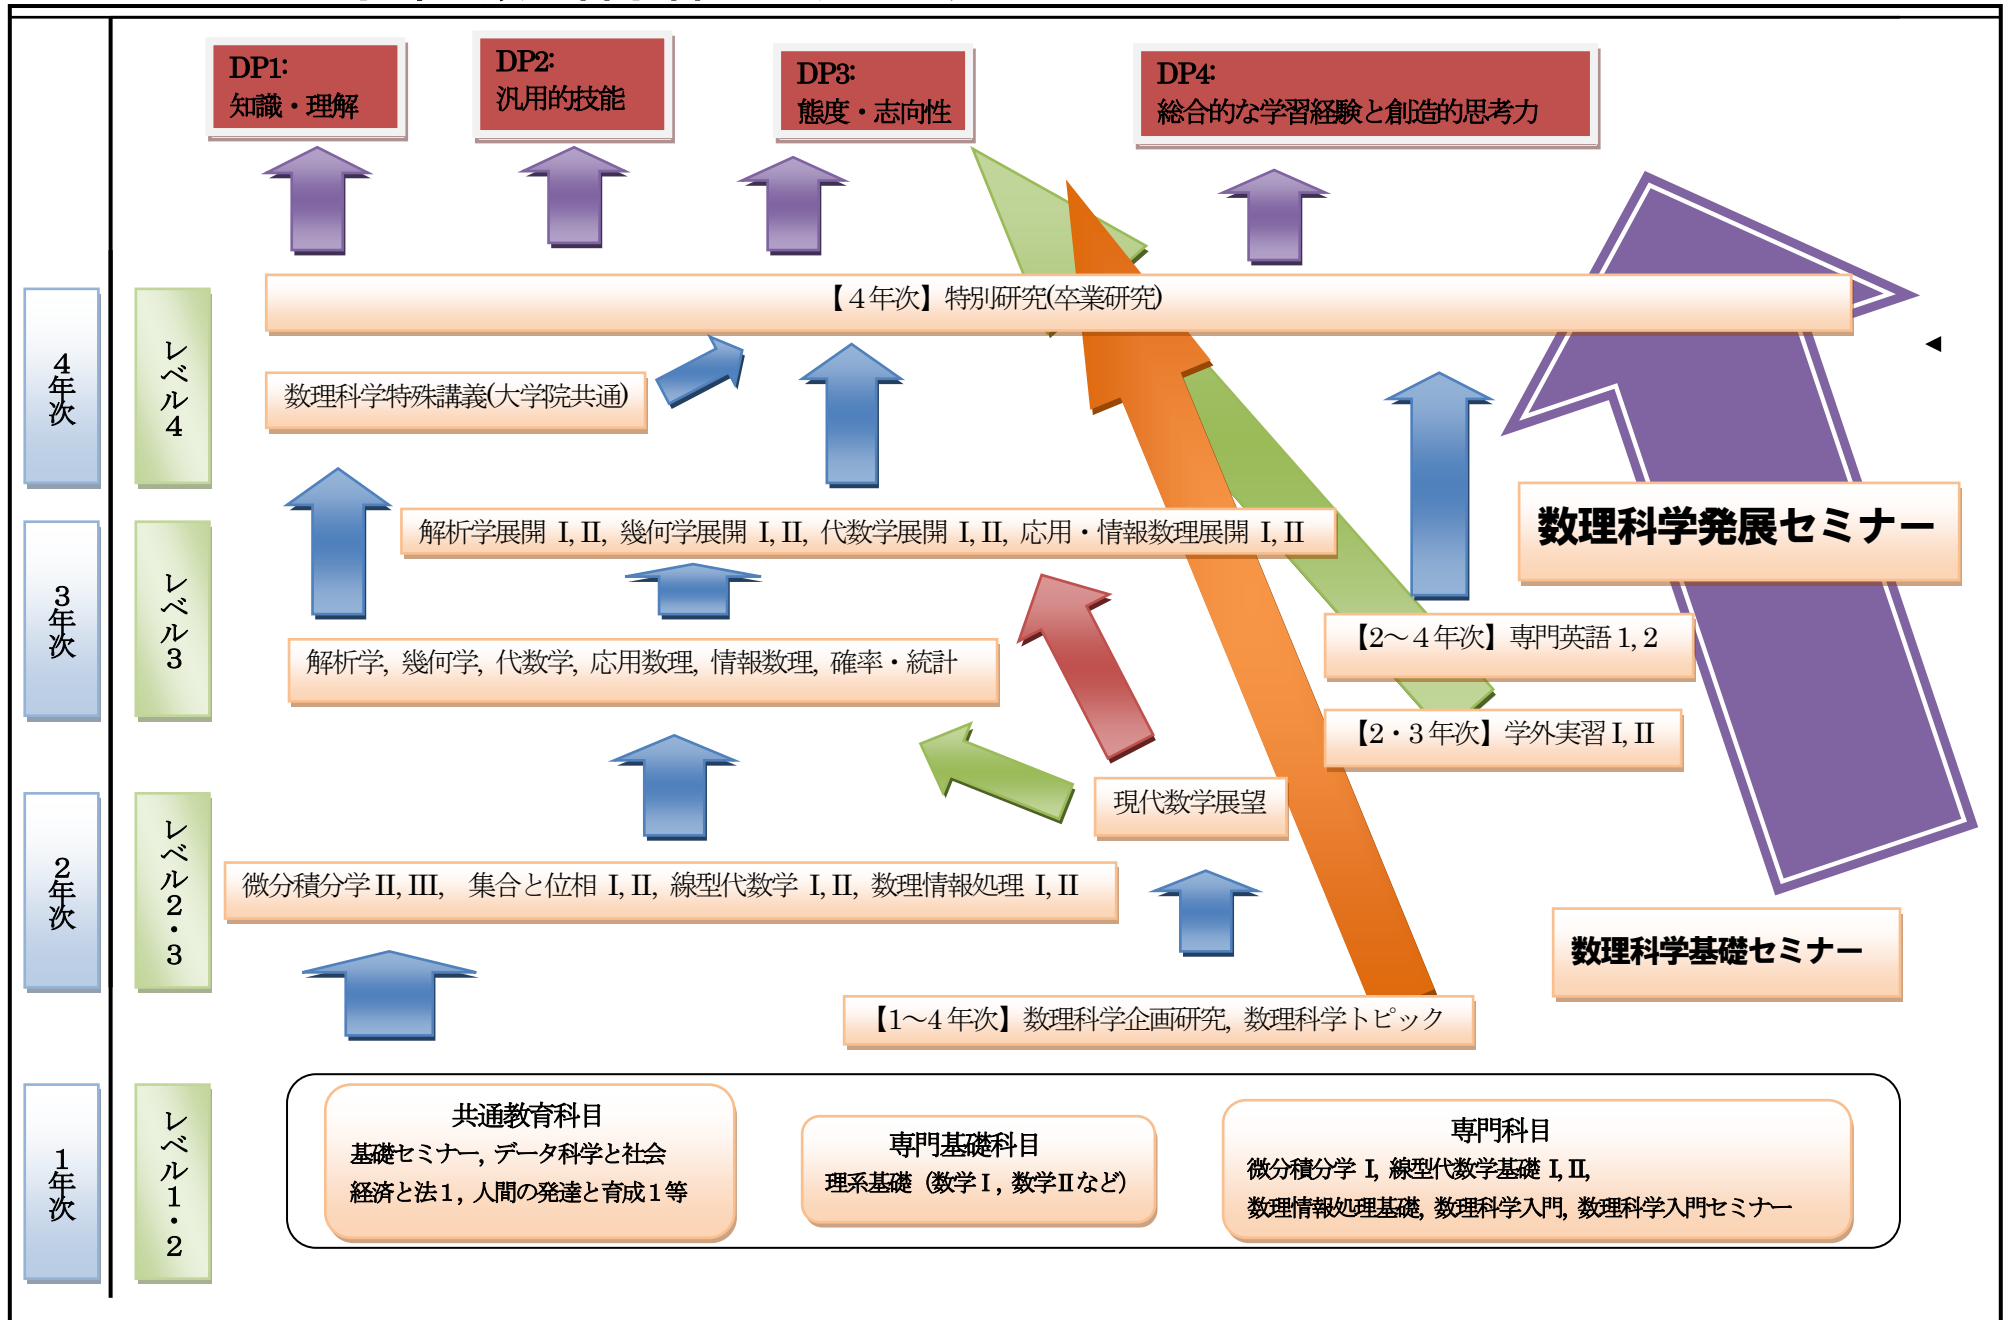 DP1:
知識・理解
DP2:
汎用的技能
DP3:
態度・志向性
DP4:
総合的な学習経験と創造的思考力
4年次
レベル4
【４年次】特別研究(卒業研究)
数理科学特殊講義(大学院共通)
3年次
レベル3
解析学展開 I, II, 幾何学展開 I, II, 代数学展開 I, II, 応用・情報数理展開 I, II
数理科学発展セミナー
解析学, 幾何学, 代数学, 応用数理, 情報数理, 確率・統計
【2～４年次】専門英語 1, 2
【2・３年次】学外実習 I, II
2年次
レベル2・3
現代数学展望
微分積分学 II, III, 集合と位相 I, II, 線型代数学 I, II, 数理情報処理 I, II
数理科学基礎セミナー
【1～4 年次】数理科学企画研究, 数理科学トピック
1年次
レベル1・2
共通教育科目
基礎セミナー, データ科学と社会
経済と法１, 人間の発達と育成１等
専門基礎科目
理系基礎（数学Ⅰ, 数学Ⅱなど）
専門科目
微分積分学 I, 線型代数学基礎 I, II,
数理情報処理基礎, 数理科学入門, 数理科学入門セミナー